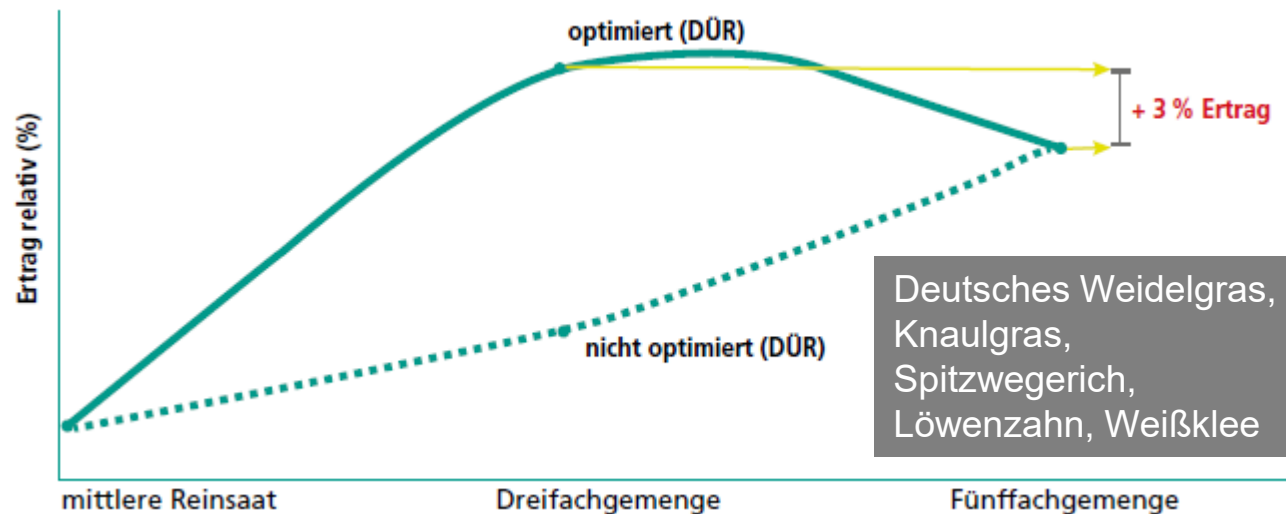 optimiert (DÜR)
+ 3 % Ertrag
Ertrag relativ (%)
Deutsches Weidelgras,
Knaulgras,
Spitzwegerich,
Löwenzahn, Weißklee
nicht optimiert (DÜR)
mittlere Reinsaat
Dreifachgemenge
Fünffachgemenge